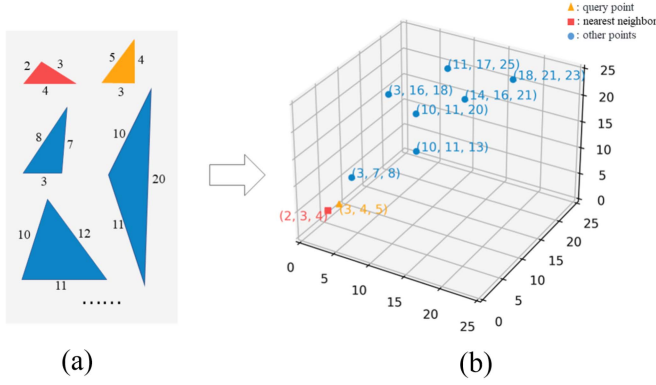 : query point
: nearest neighbor
: other points
2
3
4
5
4
3
8
7
3
10
20
11
10
12
11
......
(11, 17, 25)
(18, 21, 23)
(3, 16, 18)
(14, 16, 21)
(10, 11, 20)
(10, 11, 13)
(3, 7, 8)
(2, 3, 4)
(3, 4, 5)
25
20
15
10
5
0
0
5
10
15
20
25
0
5
10
15
20
25
(a)
(b)